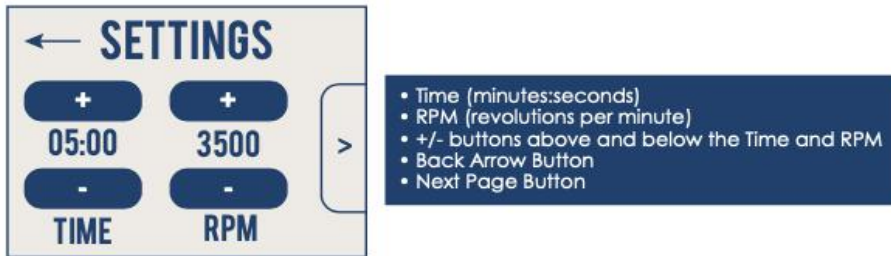 ← SETTINGS
+ +
05:00 3500 >
- -
TIME RPM
• Time (minutes:seconds)
• RPM (revolutions per minute)
• +/- buttons above and below the Time and RPM
• Back Arrow Button
• Next Page Button